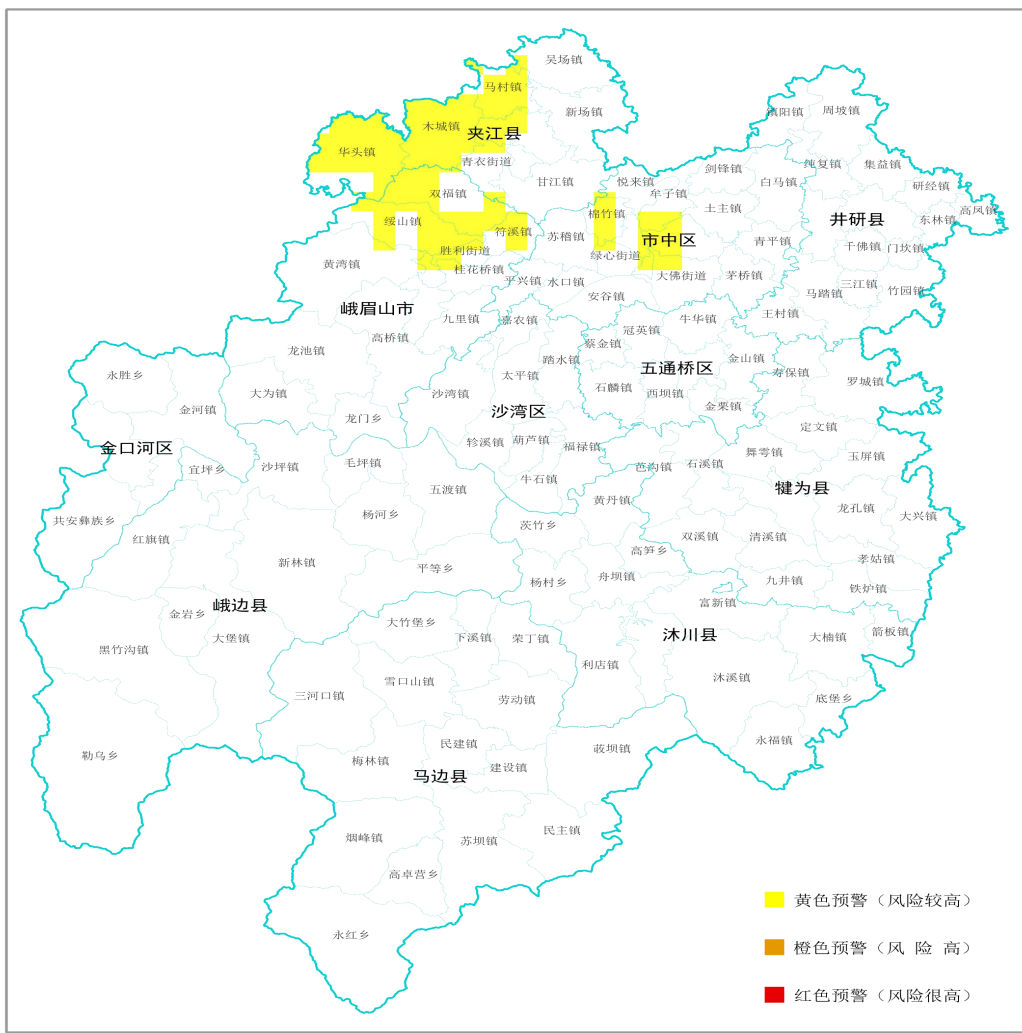 吴场镇
马村镇
新场镇
木城镇
夹江县
华头镇
青衣街道
甘江镇
双福镇
绥山镇
符溪镇
胜利街道
黄湾镇
桂花桥镇
峨眉山市
九里镇
高桥镇
龙池镇
大为镇
龙门乡
镇阳镇
周坡镇
纯复镇
集益镇
研经镇
高凤镇
东林镇
井研县
千佛镇
门坎镇
三江镇
竹园镇
马踏镇
王村镇
剑锋镇
悦来镇
牟子镇
白马镇
棉竹镇
土主镇
苏稽镇
市中区
青平镇
绿心街道
大佛街道
茅桥镇
平兴镇
水口镇
安谷镇
嘉农镇
踏水镇
太平镇
沙湾镇
沙湾区
轸溪镇
葫芦镇
福禄镇
牛石镇
冠英镇
牛华镇
蔡金镇
五通桥区
金山镇
石麟镇
西坝镇
金粟镇
寿保镇
罗城镇
定文镇
舞雩镇
玉屏镇
芭沟镇
石溪镇
犍为县
龙孔镇
大兴镇
双溪镇
清溪镇
孝姑镇
九井镇
铁炉镇
永胜乡
金河镇
金口河区
宜坪乡
共安彝族乡
沙坪镇
毛坪镇
五渡镇
杨河乡
红旗镇
新林镇
平等乡
峨边县
金岩乡
大堡镇
黑竹沟镇
勒乌乡
黄丹镇
茨竹乡
高笋乡
杨村乡
舟坝镇
富新镇
沐川县
大楠镇
箭板镇
利店镇
沐溪镇
底堡乡
永福镇
大竹堡乡
下溪镇
荣丁镇
雪口山镇
三河口镇
劳动镇
民建镇
梅林镇
建设镇
马边县
荍坝镇
烟峰镇
苏坝镇
民主镇
高卓营乡
永红乡
黄色预警（风险较高）
橙色预警（风 险 高）
红色预警（风险很高）